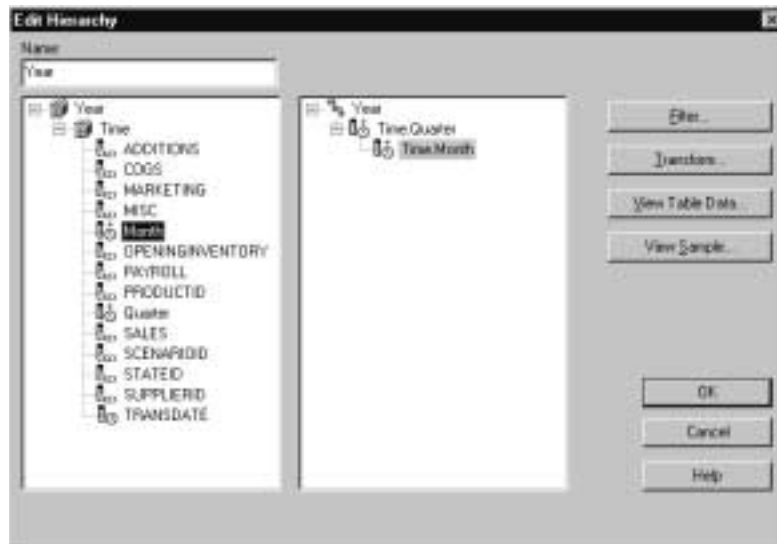 Edit Hierarchy
Name
Year
Year
Time
ADDITIONS
COGS
MARKETING
MISC
Month
OPENINGINVENTORY
PAYROLL
PRODUCTID
Quarter
SALES
SCENARIOID
STATEID
SUPPLIERID
TRANSDATE
Year
Time.Quarter
Time.Month
Filter...
Transform...
View Table Data...
View Sample...
OK
Cancel
Help